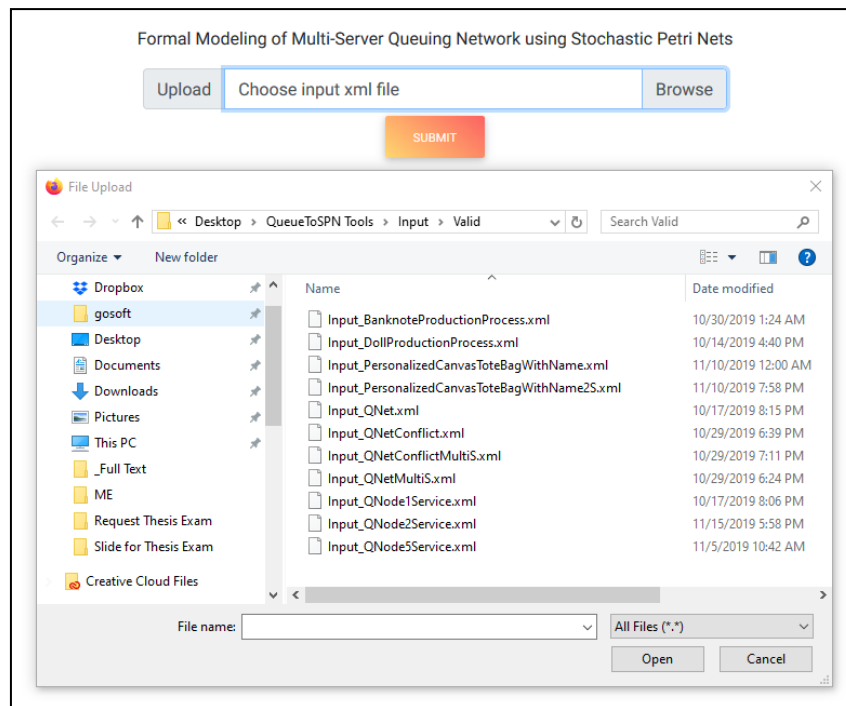 Formal Modeling of Multi-Server Queuing Network using Stochastic Petri Nets
Upload Choose input xml file Browse
SUBMIT
File Upload
« Desktop > QueueToSPN Tools > Input > Valid Search Valid
Organize New folder
Name Date modified
Dropbox
gosoft
Desktop
Documents
Downloads
Pictures
This PC
_Full Text
ME
Request Thesis Exam
Slide for Thesis Exam
Creative Cloud Files
Input_BanknoteProductionProcess.xml 10/30/2019 1:24 AM
Input_DollProductionProcess.xml 10/14/2019 4:40 PM
Input_PersonalizedCanvasToteBagWithName.xml 11/10/2019 12:00 AM
Input_PersonalizedCanvasToteBagWithName2S.xml 11/10/2019 7:58 PM
Input_QNet.xml 10/17/2019 8:15 PM
Input_QNetConflict.xml 10/29/2019 6:39 PM
Input_QNetConflictMultiS.xml 10/29/2019 7:11 PM
Input_QNetMultiS.xml 10/29/2019 6:24 PM
Input_QNode1Service.xml 10/17/2019 8:06 PM
Input_QNode2Service.xml 11/15/2019 5:58 PM
Input_QNode5Service.xml 11/5/2019 10:42 AM
File name: All Files (*.*)
Open Cancel